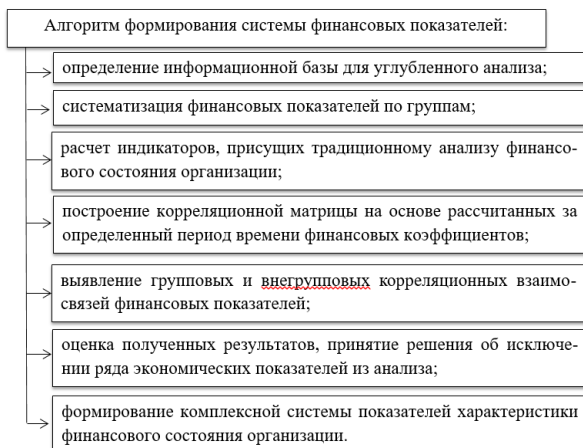 Алгоритм формирования системы финансовых показателей:
определение информационной базы для углубленного анализа;
систематизация финансовых показателей по группам;
расчет индикаторов, присущих традиционному анализу финансо-
вого состояния организации;
построение корреляционной матрицы на основе рассчитанных за
определенный период времени финансовых коэффициентов;
выявление групповых и внегрупповых корреляционных взаимо-
связей финансовых показателей;
оценка полученных результатов, принятие решения об исключе-
нии ряда экономических показателей из анализа;
формирование комплексной системы показателей характеристики
финансового состояния организации.